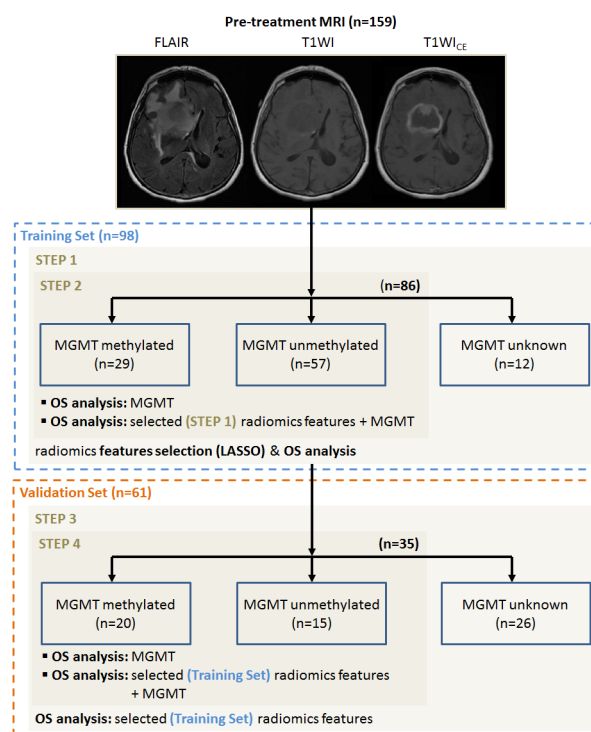 Pre-treatment MRI (n=159)
FLAIR T1WI T1WICE
Training Set (n=98)
STEP 1
STEP 2
(n=86)
MGMT methylated
(n=29)
MGMT unmethylated
(n=57)
MGMT unknown
(n=12)
▪ OS analysis: MGMT
▪ OS analysis: selected (STEP 1) radiomics features + MGMT
radiomics features selection (LASSO) & OS analysis
Validation Set (n=61)
STEP 3
STEP 4
(n=35)
MGMT methylated
(n=20)
MGMT unmethylated
(n=15)
MGMT unknown
(n=26)
▪ OS analysis: MGMT
▪ OS analysis: selected (Training Set) radiomics features
+ MGMT
OS analysis: selected (Training Set) radiomics features